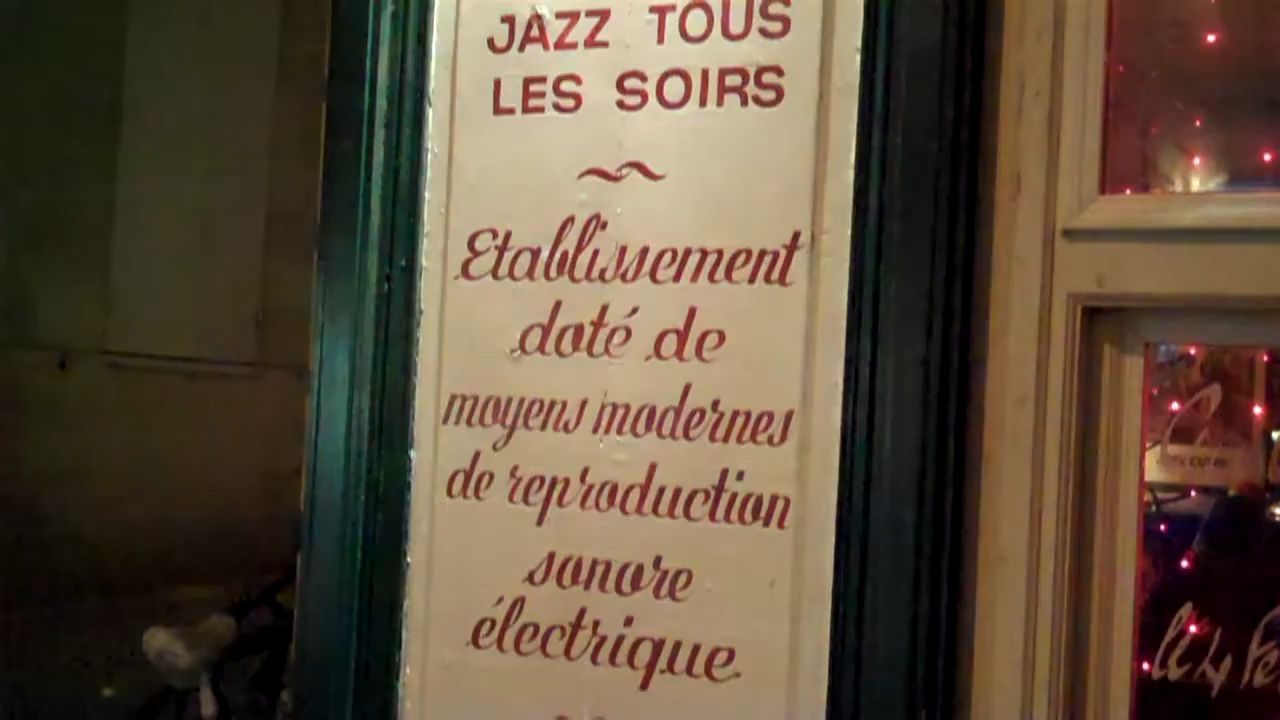 JAZZ TOUS
LES SOIRS
Etablissement
doté de
moyens modernes
de reproduction
sonore
électrique